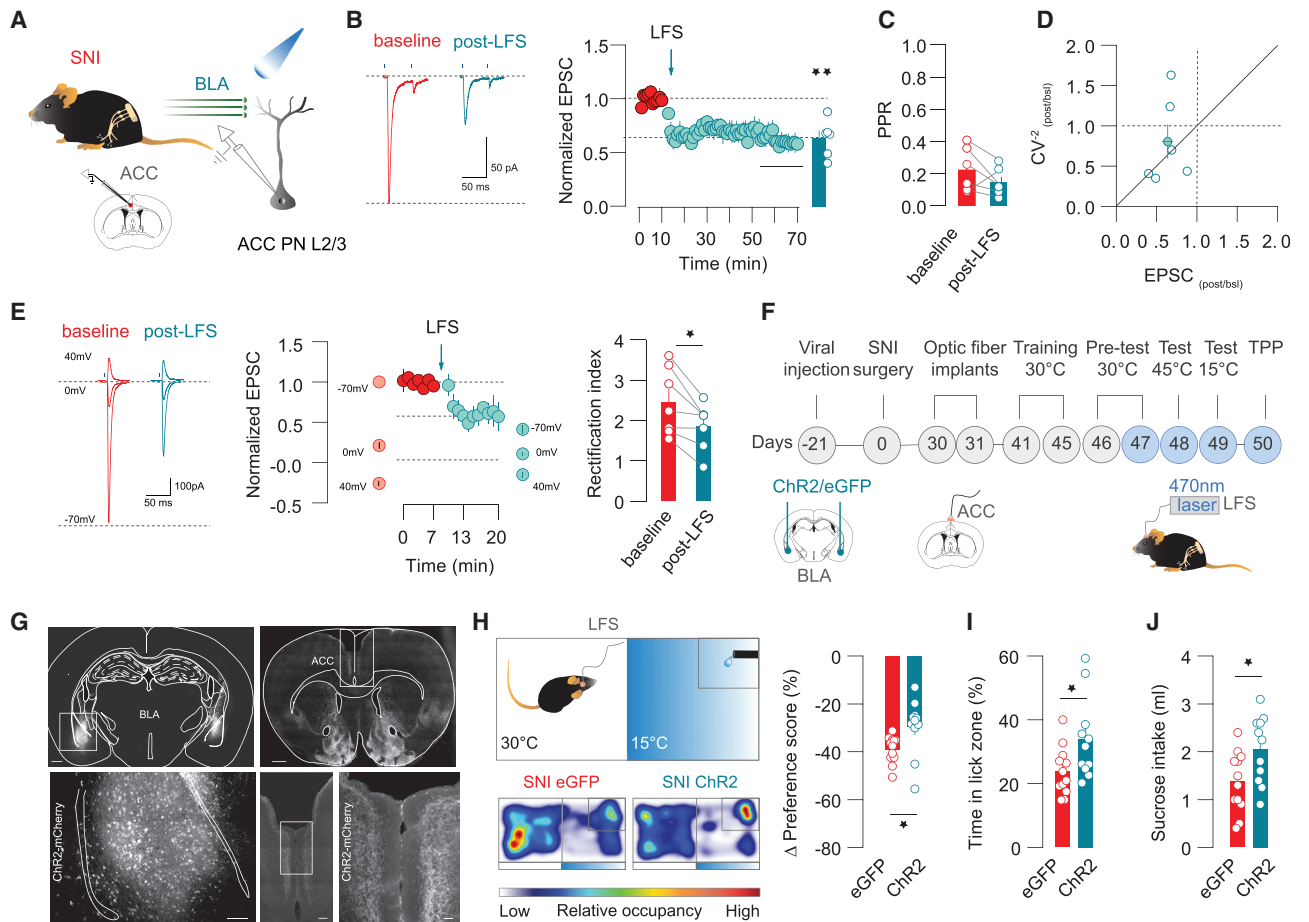 A
SNI
BLA
ACC
ACC PN L2/3
B
baseline
post-LFS
50 pA
50 ms
LFS
★★
Normalized EPSC
1.5
1.0
0.5
0.0
0 10 30 50 70
Time (min)
C
PPR
1.0
0.8
0.6
0.4
0.2
0.0
baseline
post-LFS
D
CV-2 (post/bsl)
2.0
1.0
0.0
0.0 0.5 1.0 2.0
EPSC (post/bsl)
E
baseline
post-LFS
40mV
0mV
-70mV
100pA
50 ms
LFS
Normalized EPSC
1.5
1.0
0.5
-0.0
-0.5
-70mV
0mV
40mV
-70mV
0mV
40mV
0 7 13 20
Time (min)
Rectification index
4
3
2
1
0
★
baseline
post-LFS
F
Viral injection
SNI surgery
Optic fiber implants
Training 30°C
Pre-test 30°C
Test 45°C
Test 15°C
TPP
Days -21 0 30 31 41 45 46 47 48 49 50
ChR2/eGFP
BLA
ACC
470nm
laser LFS
G
BLA
ACC
ChR2-mCherry
ChR2-mCherry
H
LFS
30°C
15°C
SNI eGFP
SNI ChR2
Low Relative occupancy High
Δ Preference score (%)
0
-20
-40
-60
-80
★
eGFP
ChR2
I
Time in lick zone (%)
60
40
20
0
★
eGFP
ChR2
J
Sucrose intake (ml)
4
3
2
1
0
★
eGFP
ChR2